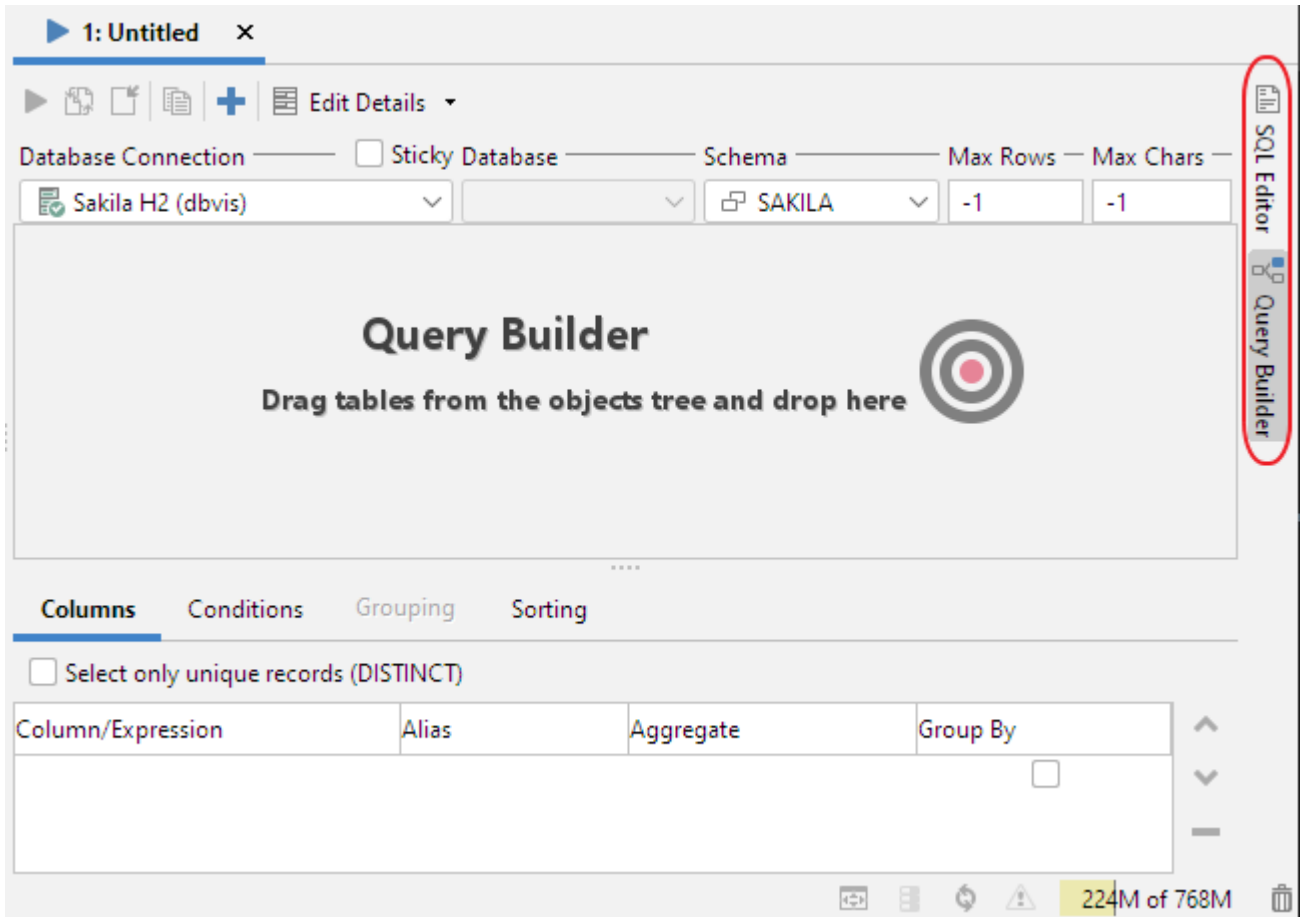 1: Untitled
Edit Details
Database Connection Sticky Database Schema Max Rows Max Chars
Sakila H2 (dbvis) SAKILA -1 -1
SQL Editor
Query Builder
Query Builder
Drag tables from the objects tree and drop here
Columns Conditions Grouping Sorting
Select only unique records (DISTINCT)
Column/Expression Alias Aggregate Group By
224M of 768M